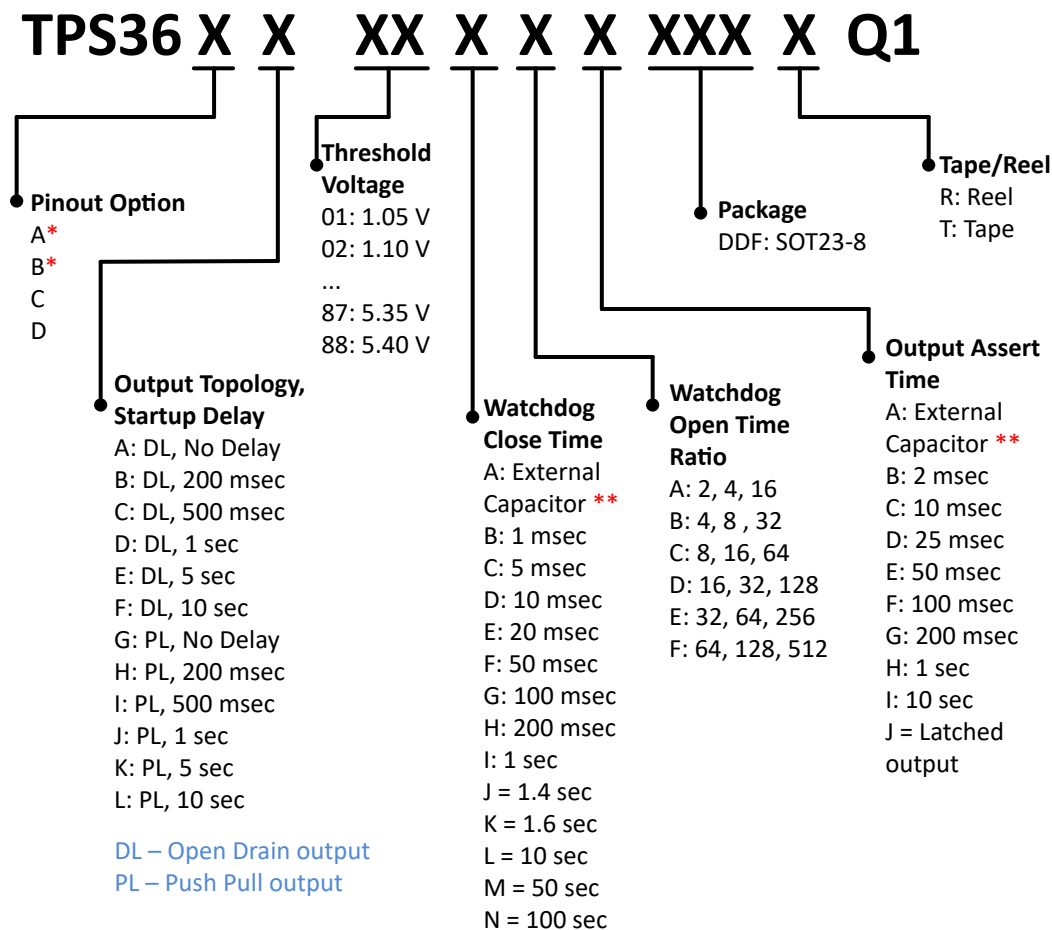 TPS36 X X XX X X X XXX X Q1
Pinout Option
A*
B*
C
D
Output Topology,
Startup Delay
A: DL, No Delay
B: DL, 200 msec
C: DL, 500 msec
D: DL, 1 sec
E: DL, 5 sec
F: DL, 10 sec
G: PL, No Delay
H: PL, 200 msec
I: PL, 500 msec
J: PL, 1 sec
K: PL, 5 sec
L: PL, 10 sec
DL – Open Drain output
PL – Push Pull output
Threshold
Voltage
01: 1.05 V
02: 1.10 V
...
87: 5.35 V
88: 5.40 V
Watchdog
Close Time
A: External
Capacitor **
B: 1 msec
C: 5 msec
D: 10 msec
E: 20 msec
F: 50 msec
G: 100 msec
H: 200 msec
I: 1 sec
J = 1.4 sec
K = 1.6 sec
L = 10 sec
M = 50 sec
N = 100 sec
Watchdog
Open Time
Ratio
A: 2, 4, 16
B: 4, 8 , 32
C: 8, 16, 64
D: 16, 32, 128
E: 32, 64, 256
F: 64, 128, 512
Package
DDF: SOT23-8
Output Assert
Time
A: External
Capacitor **
B: 2 msec
C: 10 msec
D: 25 msec
E: 50 msec
F: 100 msec
G: 200 msec
H: 1 sec
I: 10 sec
J = Latched
output
Tape/Reel
R: Reel
T: Tape